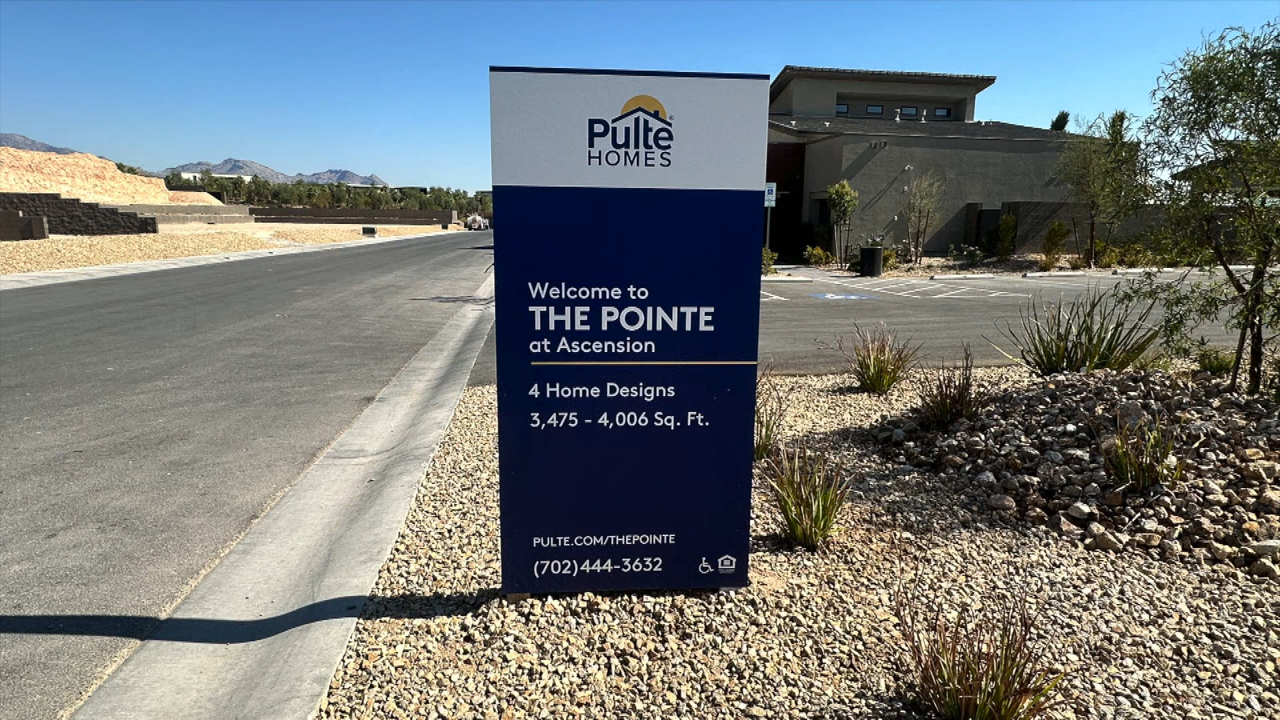 Pulte
HOMES
Welcome to
THE POINTE
at Ascension
4 Home Designs
3,475 - 4,006 Sq. Ft.
PULTE.COM/THEPOINTE
(702)444-3632